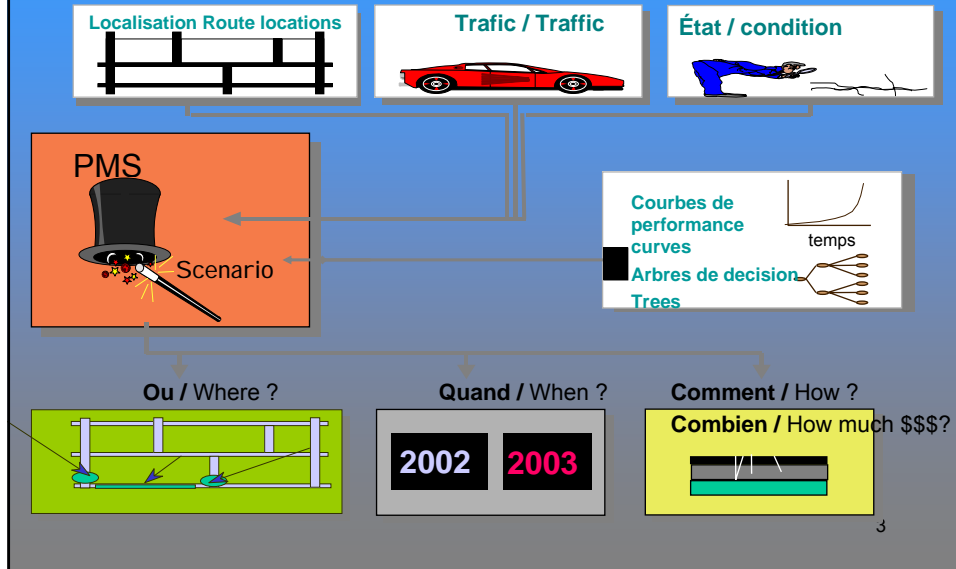 Localisation Route locations
Trafic / Traffic
État / condition
PMS
Scenario
Courbes de
performance
curves
temps
Arbres de decision
Trees
Ou / Where ?
Quand / When ?
Comment / How ?
Combien / How much $$$?
2002
2003
3